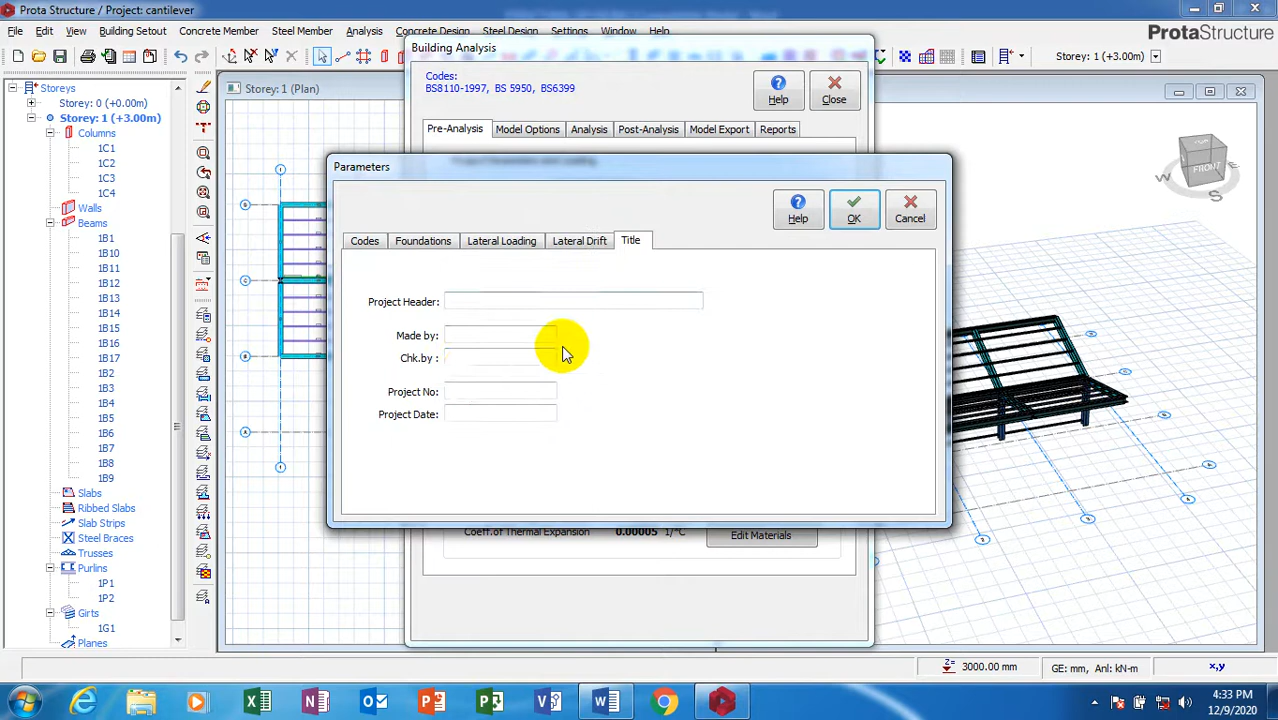 Prota Structure / Project: cantilever
File Edit View Building Setout Concrete Member Steel Member Analysis Concrete Design Steel Design Settings Window Help
ProtaStructure
Storey: 1 (+3.00m)
Storeys
Storey: 0 (+0.00m)
Storey: 1 (+3.00m)
Columns
1C1
1C2
1C3
1C4
Walls
Beams
1B1
1B10
1B11
1B12
1B13
1B14
1B15
1B16
1B17
1B2
1B3
1B4
1B5
1B6
1B7
1B8
1B9
Slabs
Ribbed Slabs
Slab Strips
Steel Braces
Trusses
Purlins
1P1
1P2
Girts
1G1
Planes
Storey: 1 (Plan)
Building Analysis
Codes:
BS8110-1997, BS 5950, BS6399
Help
Close
Pre-Analysis Model Options Analysis Post-Analysis Model Export Reports
Parameters
Help
OK
Cancel
Codes Foundations Lateral Loading Lateral Drift Title
Project Header:
Made by:
Chk.by :
Project No:
Project Date:
Coeff.of Thermal Expansion 0.00005 1/°C Edit Materials
FRONT
W
S
E
Z= 3000.00 mm
GE: mm, Anl: kN-m
x,y
4:33 PM
12/9/2020